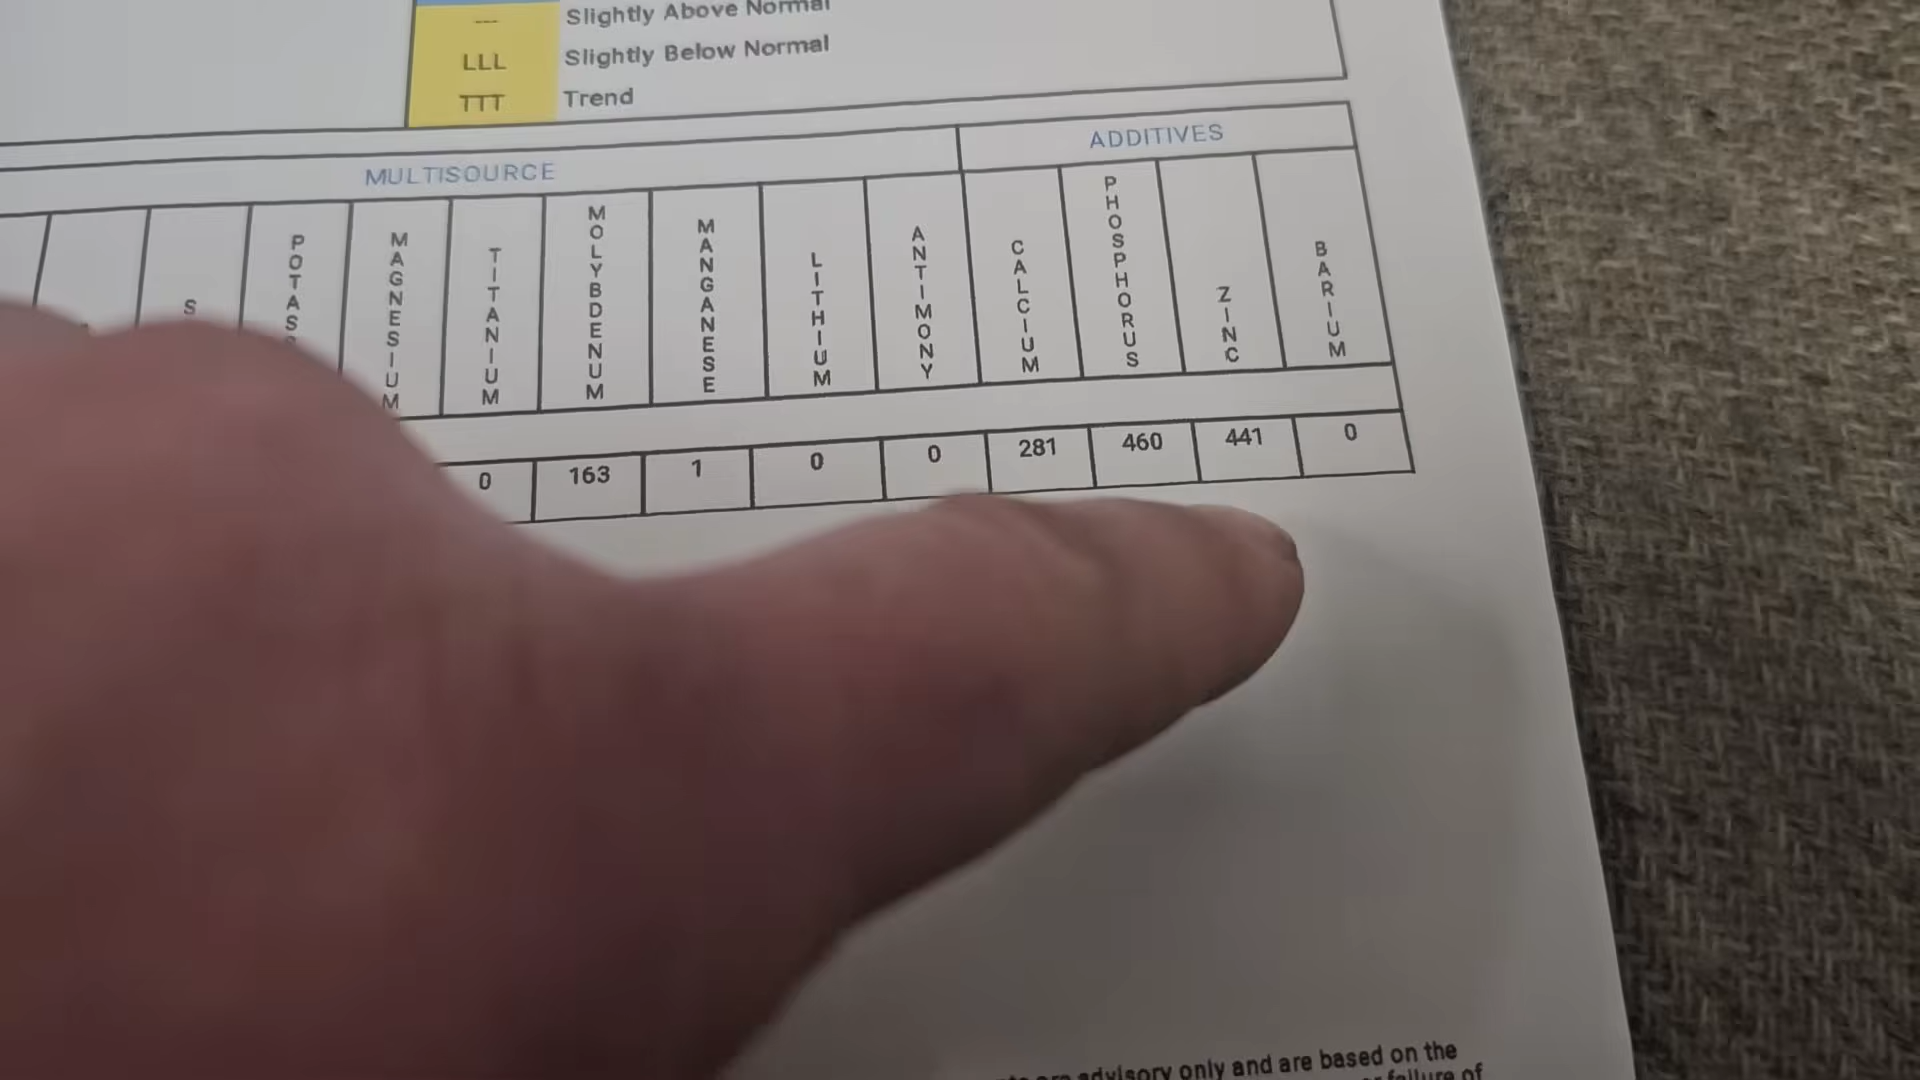 ---
Slightly Above Normal
LLL
Slightly Below Normal
TTT
Trend
MULTISOURCE
ADDITIVES
S
POTAS
MAGNESIUM
TITANIUM
MOLYBDENUM
MANGANESE
LITHIUM
ANTIMONY
CALCIUM
PHOSPHORUS
ZINC
BARIUM
0
163
1
0
0
281
460
441
0
advisory only and are based on the
failure of